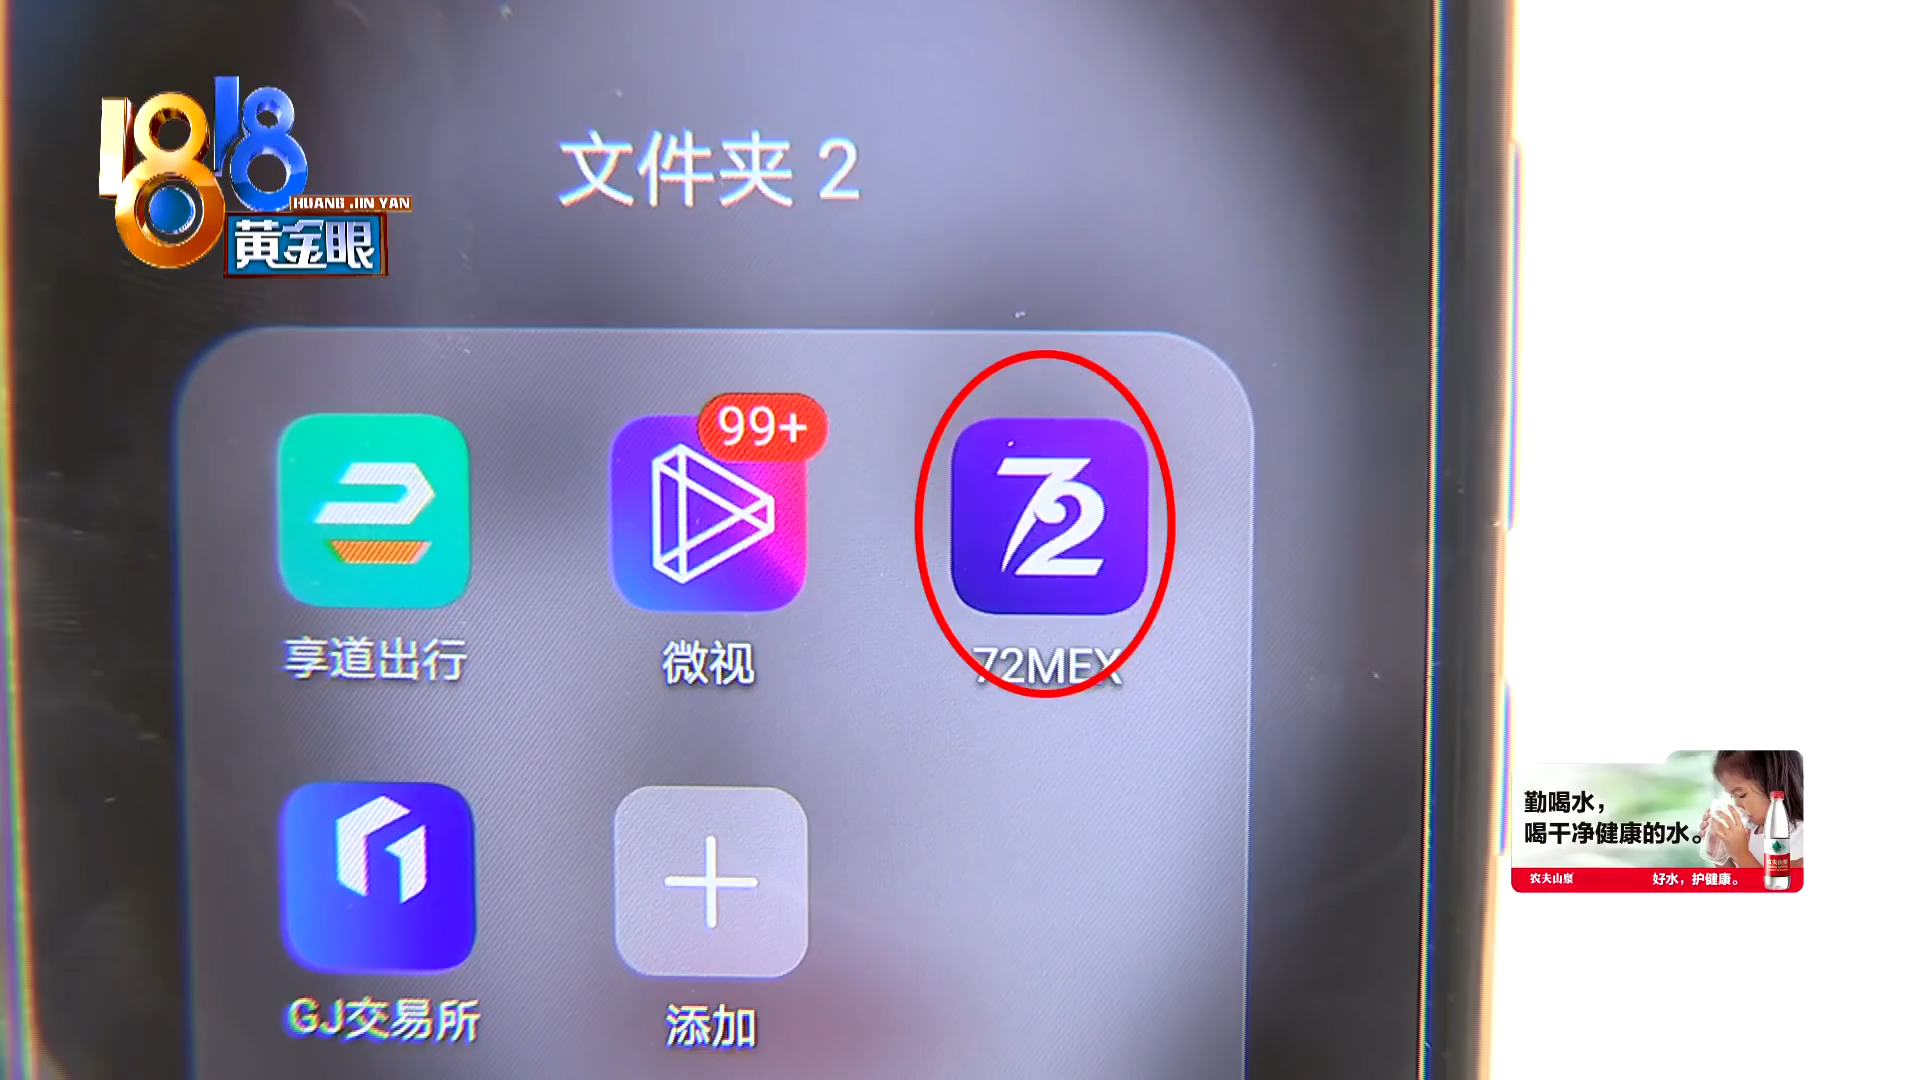 1818
HUANG JIN YAN
黄金眼
文件夹 2
99+
72
享道出行
微视
72MEX
GJ交易所
添加
勤喝水，
喝干净健康的水。
农夫山泉
好水，护健康。